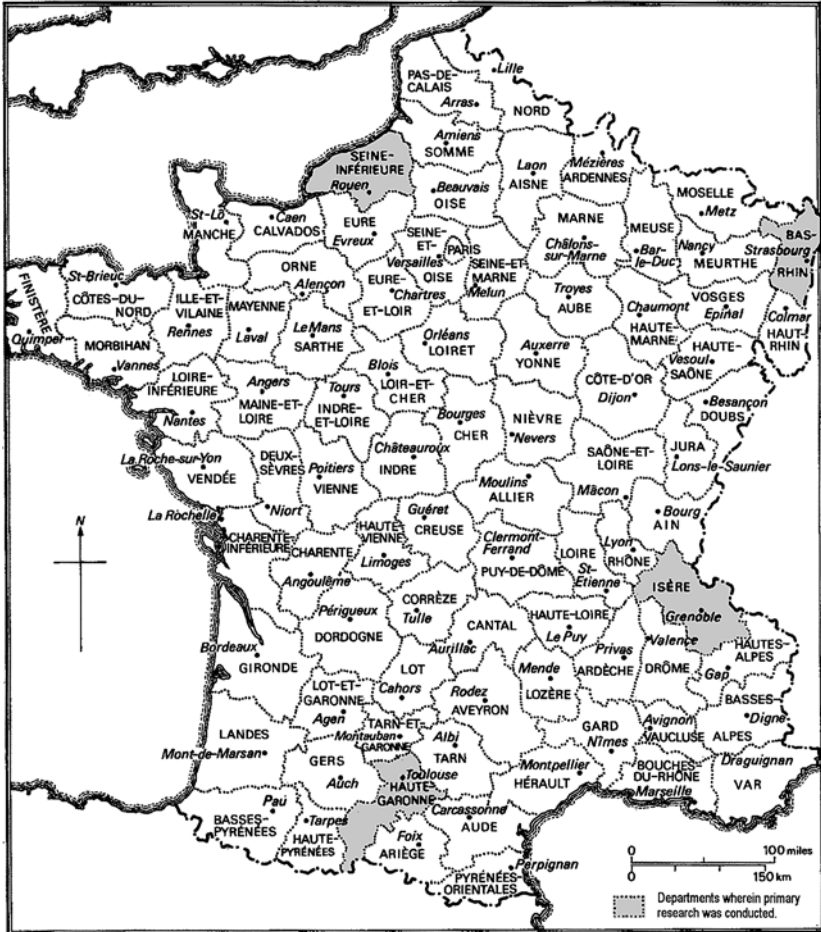 Lille
PAS-DE-
CALAIS
Arras
NORD
Amiens
SOMME
SEINE-
INFÉRIEURE
Rouen
Laon
AISNE
Mézières
ARDENNES
Beauvais
OISE
MOSELLE
Metz
St-Lô
MANCHE
Caen
CALVADOS
EURE
Evreux
SEINE-
ET-
Versailles
OISE
PARIS
SEINE-ET
MARNE
Melun
MARNE
Châlons-
sur-Marne
MEUSE
Bar-
le-Duc
Nancy
MEURTHE
BAS-
Strasbourg
RHIN
ORNE
Alençon
EURE-
Chartres
ET-LOIR
Troyes
AUBE
VOSGES
Epinal
Colmar
HAUT-
RHIN
FINISTÈRE
Quimper
St-Brieuc
CÔTES-DU-
NORD
ILLE-ET-
VILAINE
Rennes
MAYENNE
Laval
Le Mans
SARTHE
Chaumont
HAUTE-
MARNE
HAUTE-
Vesoul
SAÔNE
MORBIHAN
Vannes
Orléans
LOIRET
Auxerre
YONNE
LOIRE-
INFÉRIEURE
Nantes
Angers
MAINE-ET-
LOIRE
Tours
INDRE-
ET-LOIRE
Blois
LOIR-ET-
CHER
CÔTE-D'OR
Dijon
Besançon
DOUBS
Bourges
CHER
NIÈVRE
Nevers
La Roche-sur-Yon
VENDÉE
DEUX-
SÈVRES
Niort
Poitiers
VIENNE
Châteauroux
INDRE
SAÔNE-ET-
LOIRE
Mâcon
JURA
Lons-le-Saunier
Moulins
ALLIER
Bourg
AIN
La Rochelle
CHARENTE-
INFÉRIEURE
CHARENTE
Angoulême
HAUTE-
VIENNE
Limoges
Guéret
CREUSE
Clermont-
Ferrand
PUY-DE-DÔME
LOIRE
St-
Etienne
Lyon
RHÔNE
ISÈRE
Grenoble
N
Périgueux
DORDOGNE
CORRÈZE
Tulle
CANTAL
Aurillac
HAUTE-LOIRE
Le Puy
Privas
ARDÈCHE
Valence
DRÔME
HAUTES-
ALPES
Gap
Bordeaux
GIRONDE
LOT
Cahors
Rodez
AVEYRON
Mende
LOZÈRE
BASSES-
Digne
ALPES
LOT-ET-
GARONNE
Agen
TARN-ET-
Montauban
GARONNE
Albi
TARN
GARD
Nîmes
Avignon
VAUCLUSE
LANDES
Mont-de-Marsan
GERS
Auch
Toulouse
HAUTE-
GARONNE
Montpellier
HÉRAULT
BOUCHES-
DU-RHÔNE
Marseille
Draguignan
VAR
Pau
BASSES-
PYRÉNÉES
Tarpes
HAUTE-
PYRÉNÉES
Foix
ARIÈGE
Carcassonne
AUDE
Perpignan
PYRÉNÉES-
ORIENTALES
0 100 miles
0 150 km
Departments wherein primary
research was conducted.